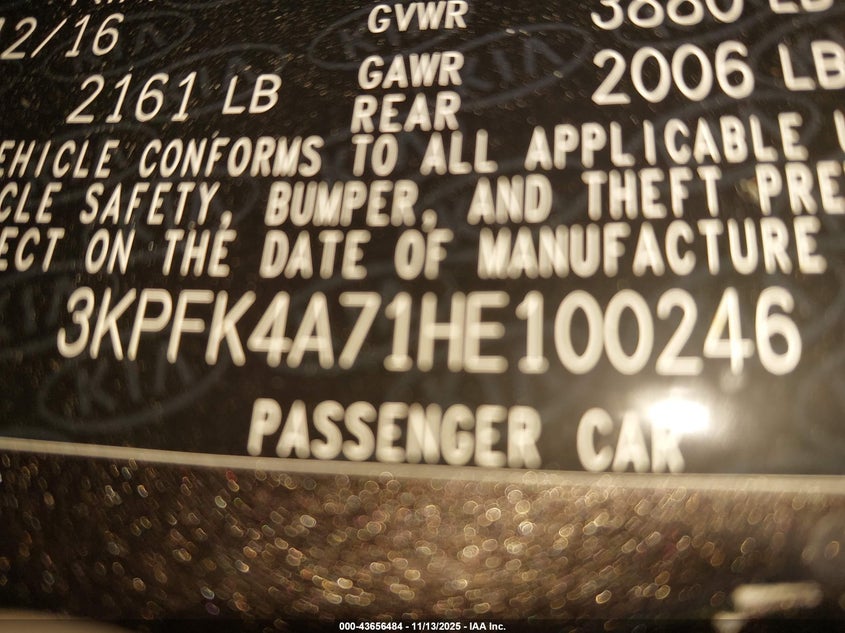 GVWR 3880 LB
2/16
GAWR 2006 LB
2161 LB
REAR
EHICLE CONFORMS TO ALL APPLICABLE
CLE SAFETY, BUMPER, AND THEFT PRE
ECT ON THE DATE OF MANUFACTURE
3KPFK4A71HE100246
PASSENGER CAR
000-43656484 - 11/13/2025 - IAA Inc.